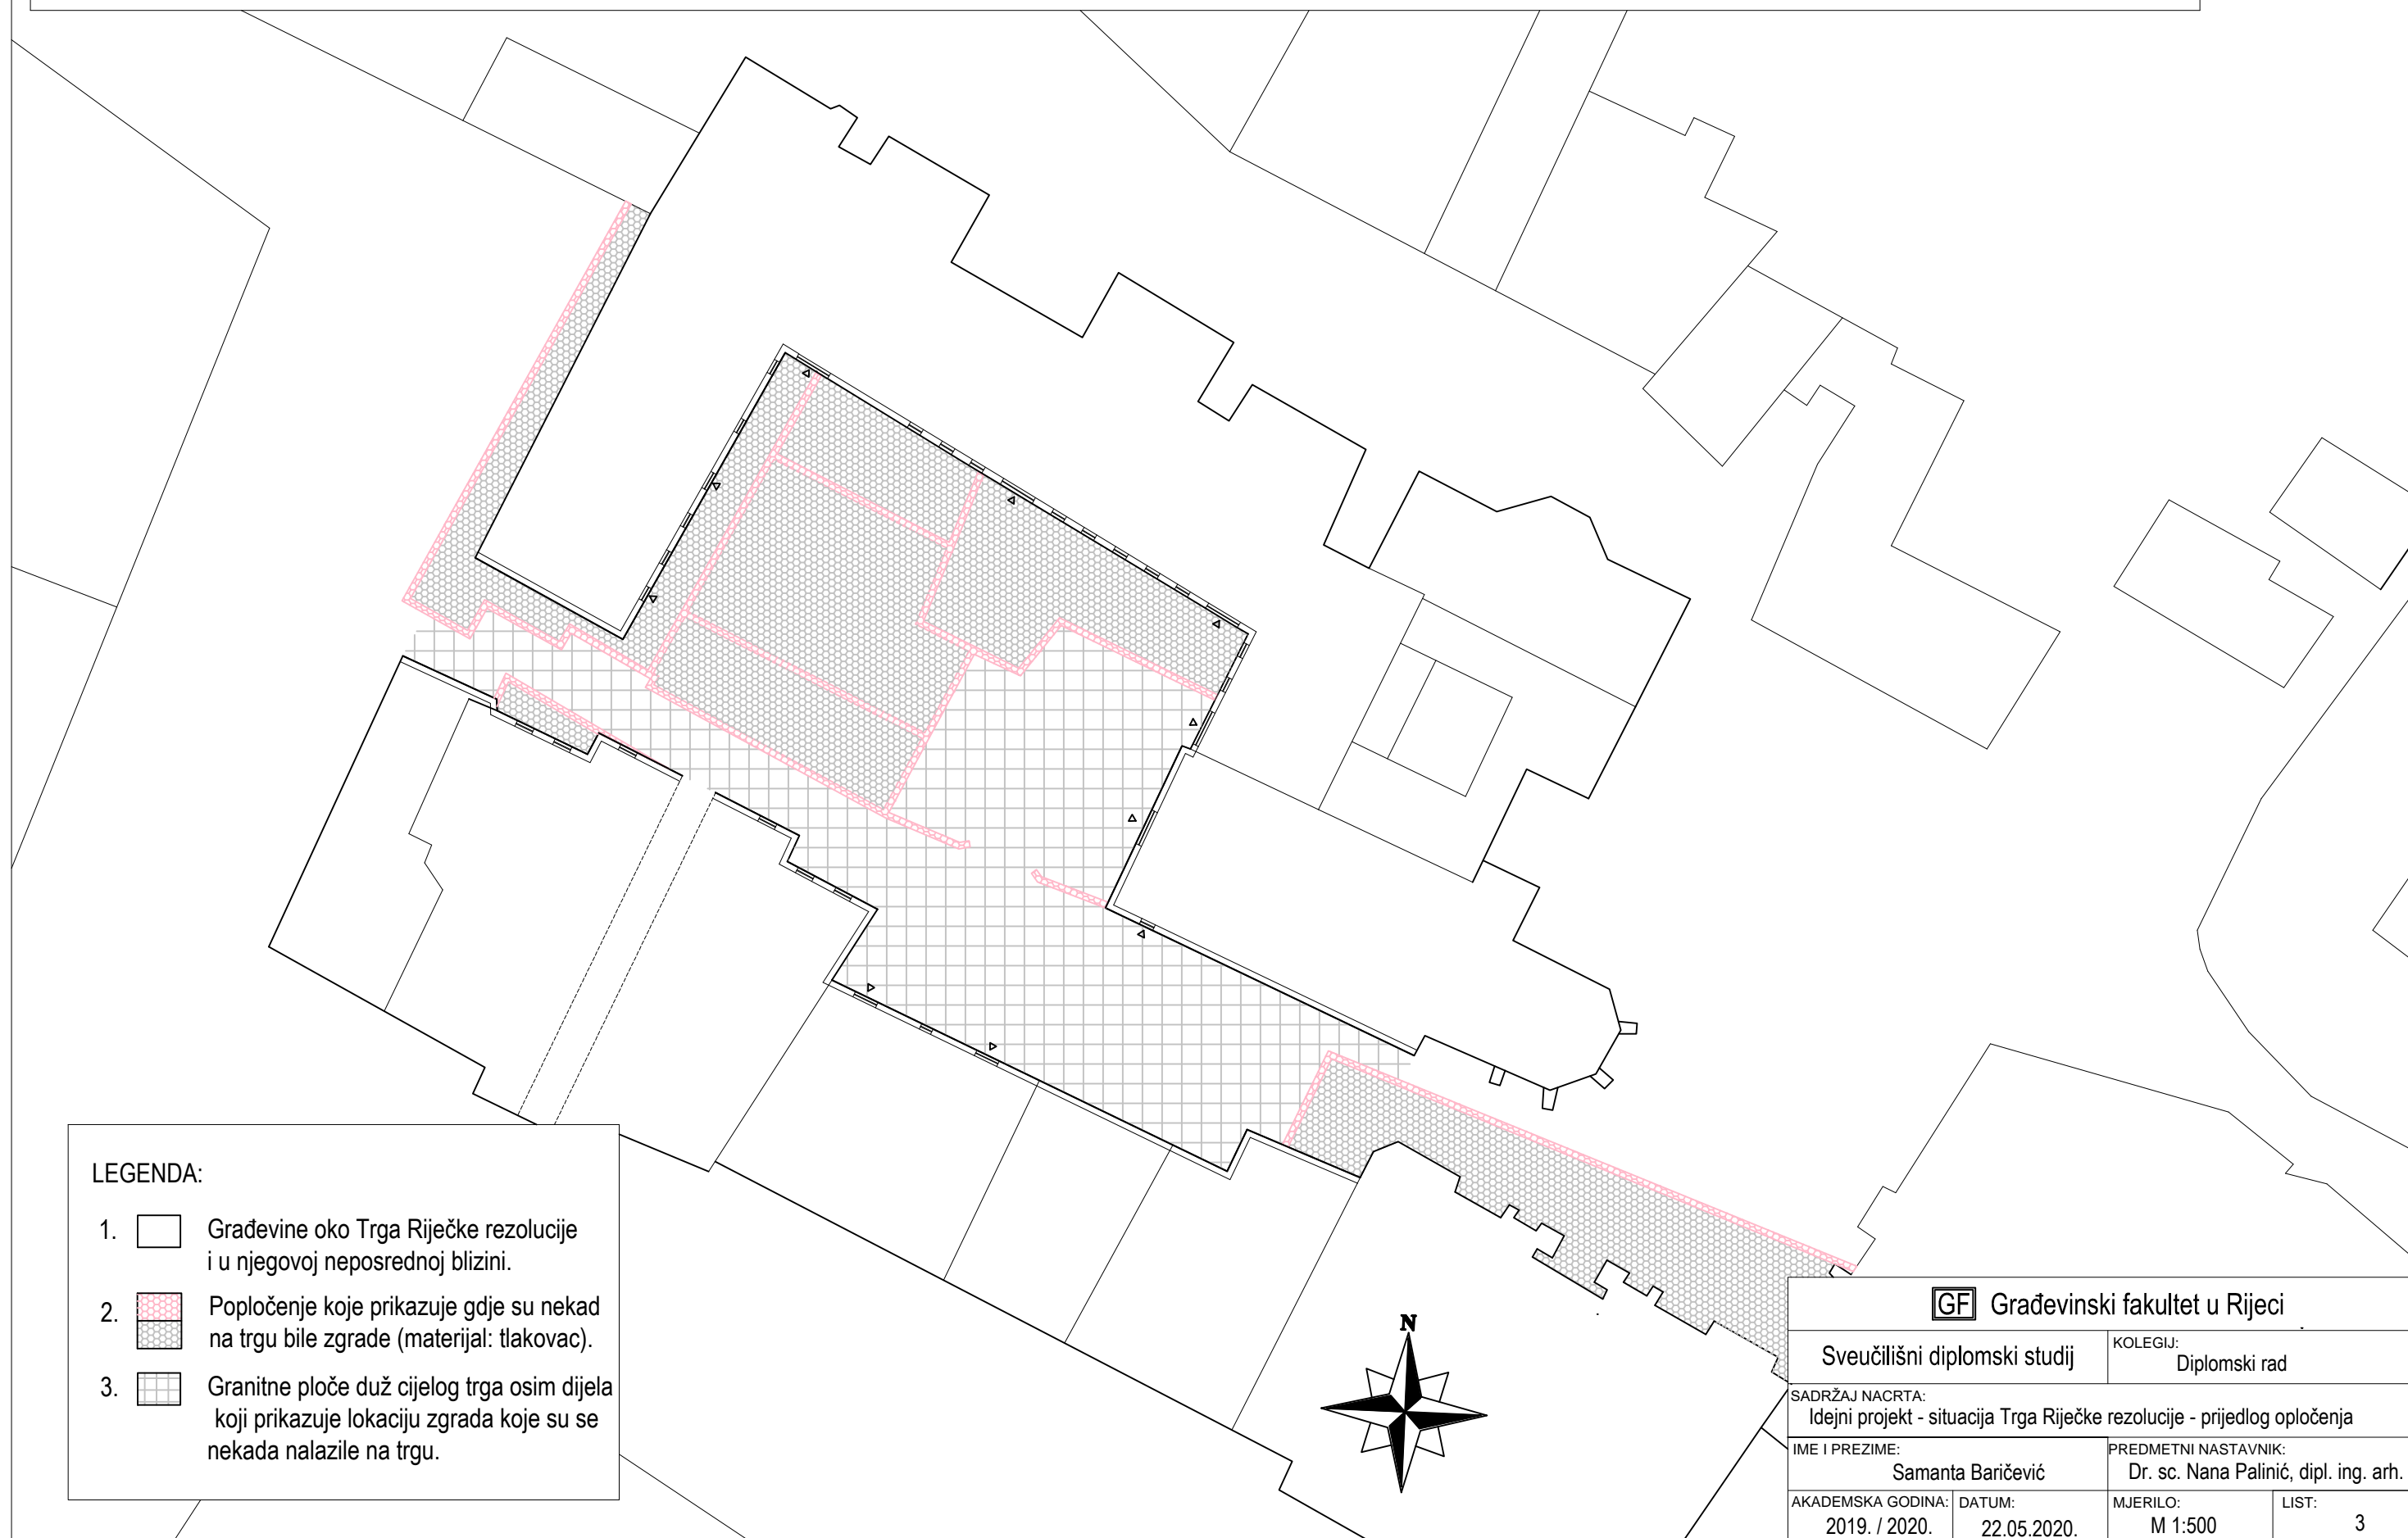 LEGENDA:
1. Građevine oko Trga Riječke rezolucije
i u njegovoj neposrednoj blizini.
2. Popločenje koje prikazuje gdje su nekad
na trgu bile zgrade (materijal: tlakovac).
3. Granitne ploče duž cijelog trga osim dijela
koji prikazuje lokaciju zgrada koje su se
nekada nalazile na trgu.
N
GF Građevinski fakultet u Rijeci
Sveučilišni diplomski studij
KOLEGIJ:
Diplomski rad
SADRŽAJ NACRTA:
Idejni projekt - situacija Trga Riječke rezolucije - prijedlog opločenja
IME I PREZIME:
Samanta Baričević
PREDMETNI NASTAVNIK:
Dr. sc. Nana Palinić, dipl. ing. arh.
AKADEMSKA GODINA:
2019. / 2020.
DATUM:
22.05.2020.
MJERILO:
M 1:500
LIST:
3